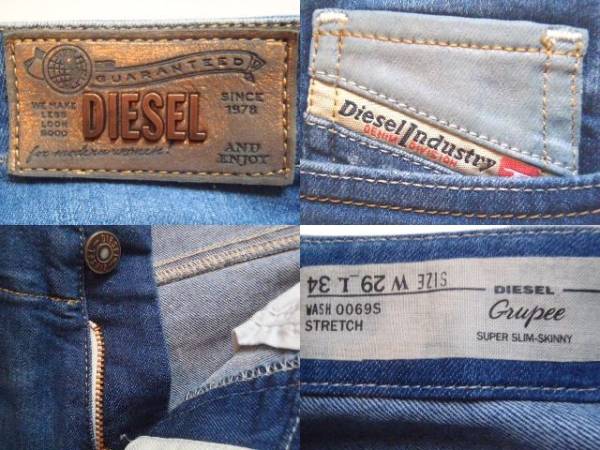 GUARANTEED
WE MAKE
LESS
LOOK
GOOD
DIESEL
SINCE
1978
for modern women!
AND
ENJOY
Diesel Industry
DENIM DIVISION
DIESEL
SIZE W 29 L 34
WASH 0069S
STRETCH
DIESEL
Grupee
SUPER SLIM-SKINNY